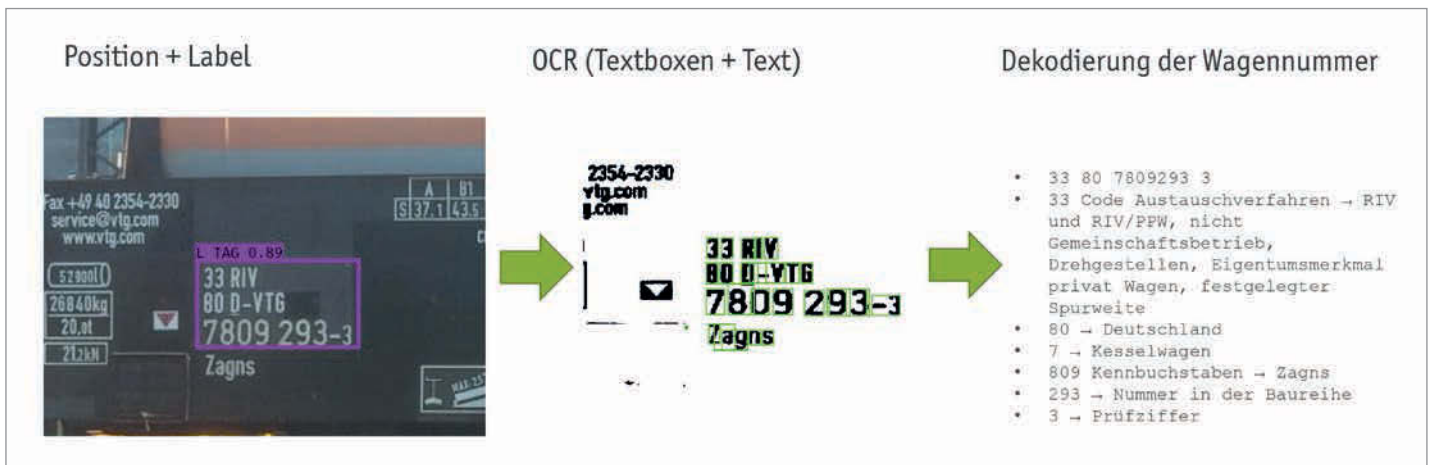 Position + Label
OCR (Textboxen + Text)
Dekodierung der Wagennummer
Fax +49 40 2354-2330
service@vtg.com
www.vtg.com
A B1
S 37.1 43.5
L TAG 0.89
33 RIV
80 D-VTG
7809 293-3
Zagns
52900l
26840kg
20,0t
21,2kN
2354-2330
vtg.com
g.com
33 RIV
80 D-VTG
7809 293-3
Zagns
• 33 80 7809293 3
• 33 Code Austauschverfahren → RIV
und RIV/PPW, nicht
Gemeinschaftsbetrieb,
Drehgestellen, Eigentumsmerkmal
privat Wagen, festgelegter
Spurweite
• 80 → Deutschland
• 7 → Kesselwagen
• 809 Kennbuchstaben → Zagns
• 293 → Nummer in der Baureihe
• 3 → Prüfziffer